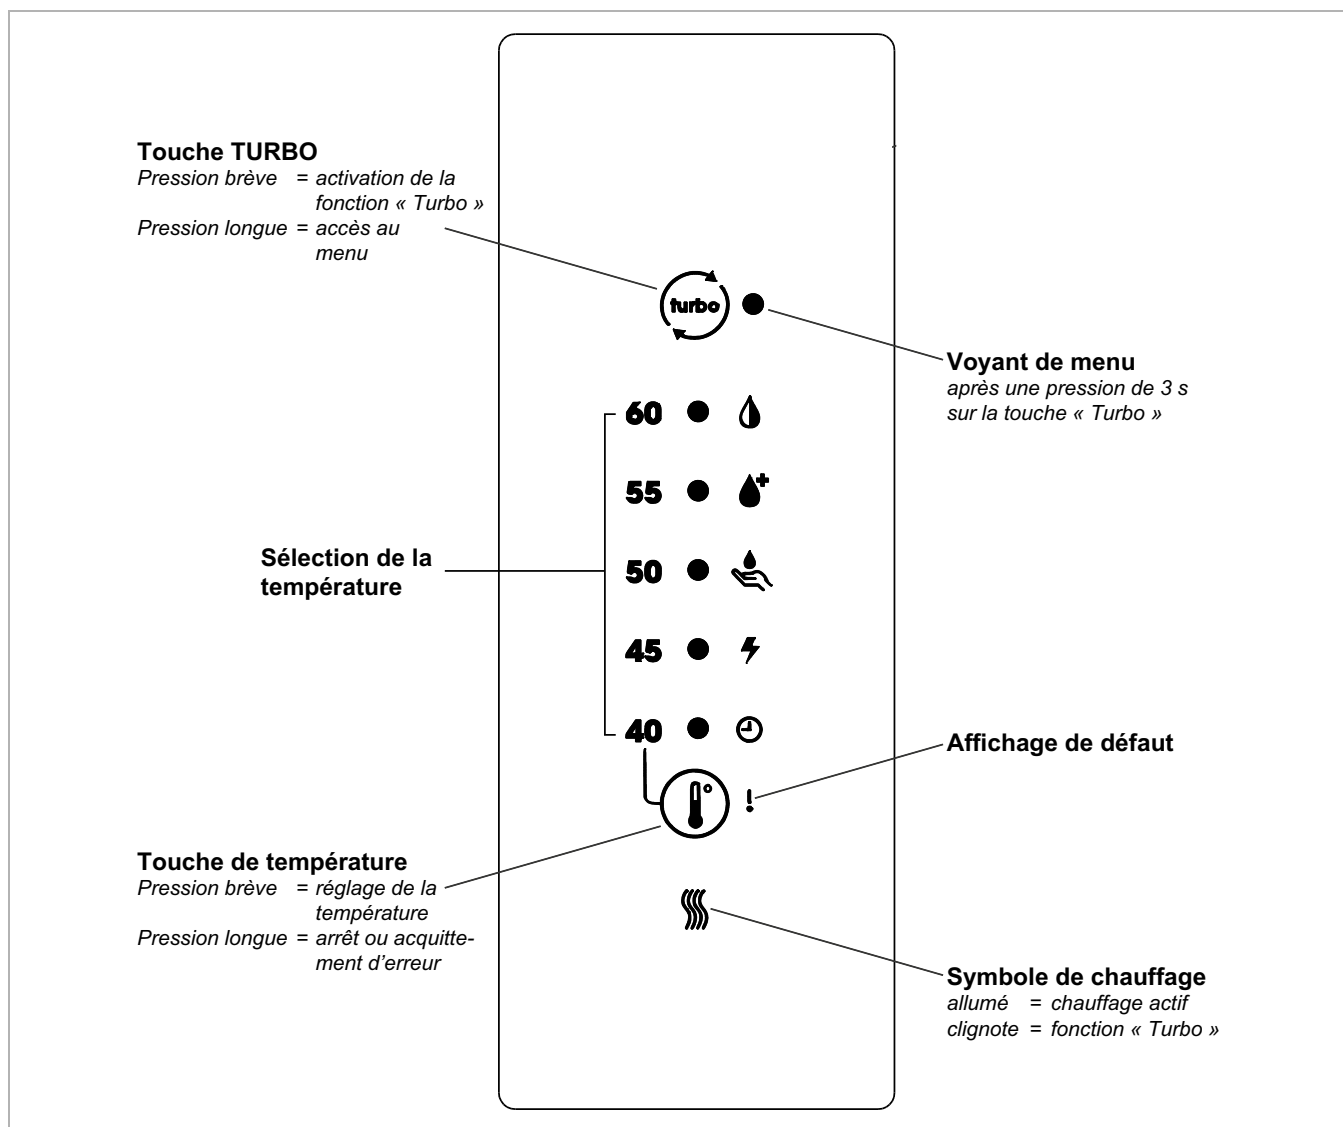 Touche TURBO
Pression brève = activation de la
fonction « Turbo »
Pression longue = accès au
menu
turbo
Voyant de menu
après une pression de 3 s
sur la touche « Turbo »
60
55
Sélection de la
température
50
45
40
Affichage de défaut
!
Touche de température
Pression brève = réglage de la
température
Pression longue = arrêt ou acquitte-
ment d'erreur
Symbole de chauffage
allumé = chauffage actif
clignote = fonction « Turbo »